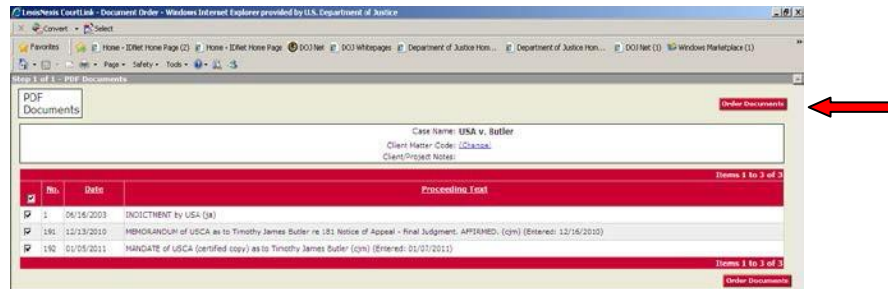 LexisNexis CourtLink - Document Order - Windows Internet Explorer provided by U.S. Department of Justice
Convert Select
Favorites Home - IDNet Home Page (2) Home - IDNet Home Page DOJ Net DOJ Whitepages Department of Justice Hom... Department of Justice Hom... DOJ Net (1) Windows Marketplace (1)
Page Safety Tools
Step 1 of 1 - PDF Documents
PDF Documents
Order Documents
Case Name: USA v. Butler
Client Matter Code: (Change)
Client/Project Notes:
Items 1 to 3 of 3
No. Date Proceeding Text
1 06/16/2003 INDICTMENT by USA (ja)
191 12/13/2010 MEMORANDUM of USCA as to Timothy James Butler re 181 Notice of Appeal - Final Judgment. AFFIRMED. (cjm) (Entered: 12/16/2010)
192 01/05/2011 MANDATE of USCA (certified copy) as to Timothy James Butler (cjm) (Entered: 01/07/2011)
Items 1 to 3 of 3
Order Documents